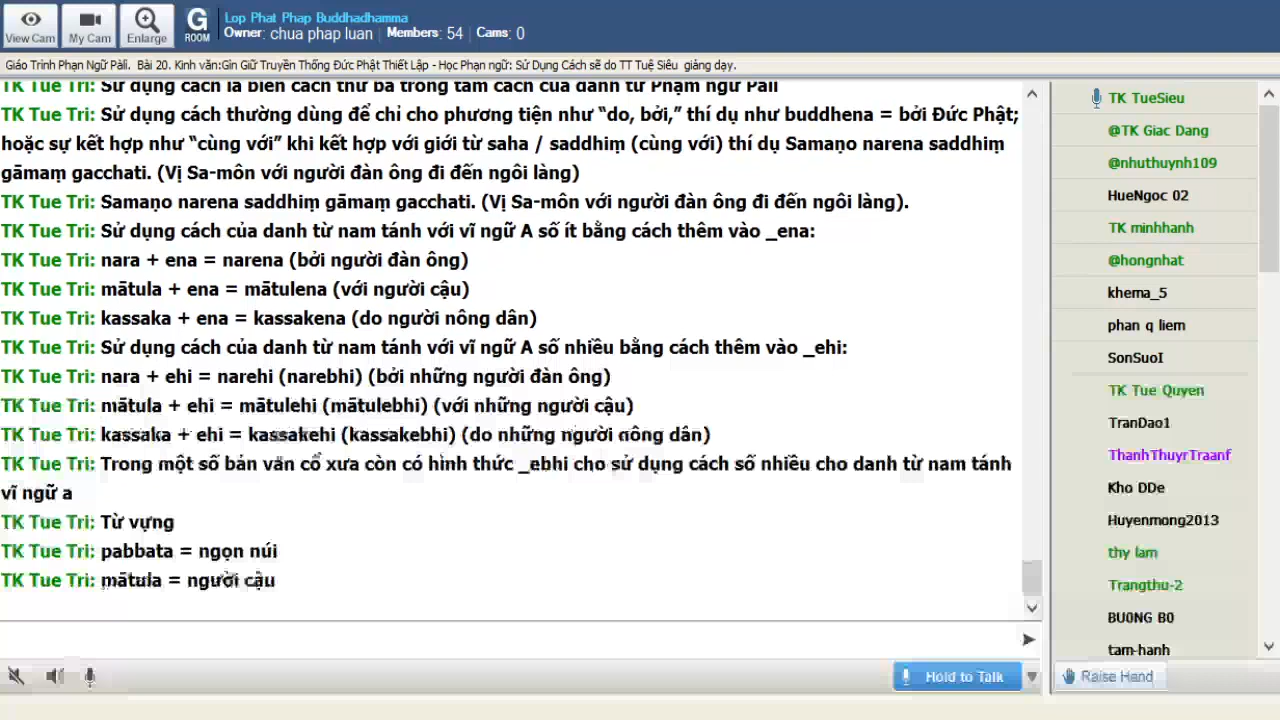 View Cam
My Cam
Enlarge
G
ROOM
Lop Phat Phap Buddhadhamma
Owner: chua phap luan Members: 54 Cams: 0
Giáo Trình Phạn Ngữ Pàli. Bài 20. Kinh văn:Gìn Giữ Truyền Thống Đức Phật Thiết Lập - Học Phạn ngữ: Sử Dụng Cách sẽ do TT Tuệ Siêu giảng dạy.
TK Tue Tri: Sử dụng cách là biến cách thứ ba trong tám cách của danh từ Phạm ngữ Pali
TK Tue Tri: Sử dụng cách thường dùng để chỉ cho phương tiện như “do, bởi,” thí dụ như buddhena = bởi Đức Phật;
hoặc sự kết hợp như “cùng với” khi kết hợp với giới từ saha / saddhiṃ (cùng với) thí dụ Samaṇo narena saddhiṃ
gāmaṃ gacchati. (Vị Sa-môn với người đàn ông đi đến ngôi làng)
TK Tue Tri: Samaṇo narena saddhiṃ gāmaṃ gacchati. (Vị Sa-môn với người đàn ông đi đến ngôi làng).
TK Tue Tri: Sử dụng cách của danh từ nam tánh với vĩ ngữ A số ít bằng cách thêm vào _ena:
TK Tue Tri: nara + ena = narena (bởi người đàn ông)
TK Tue Tri: mātula + ena = mātulena (với người cậu)
TK Tue Tri: kassaka + ena = kassakena (do người nông dân)
TK Tue Tri: Sử dụng cách của danh từ nam tánh với vĩ ngữ A số nhiều bằng cách thêm vào _ehi:
TK Tue Tri: nara + ehi = narehi (narebhi) (bởi những người đàn ông)
TK Tue Tri: mātula + ehi = mātulehi (mātulebhi) (với những người cậu)
TK Tue Tri: kassaka + ehi = kassakehi (kassakebhi) (do những người nông dân)
TK Tue Tri: Trong một số bản văn cổ xưa còn có hình thức _ebhi cho sử dụng cách số nhiều cho danh từ nam tánh
vĩ ngữ a
TK Tue Tri: Từ vựng
TK Tue Tri: pabbata = ngọn núi
TK Tue Tri: mātula = người cậu
TK TueSieu
@TK Giac Dang
@nhuthuynh109
HueNgoc 02
TK minhhanh
@hongnhat
khema_5
phan q liem
SonSuoI
TK Tue Quyen
TranDao1
ThanhThuyrTraanf
Kho DDe
Huyenmong2013
thy lam
Trangthu-2
BU0NG B0
tam-hanh
Hold to Talk
Raise Hand